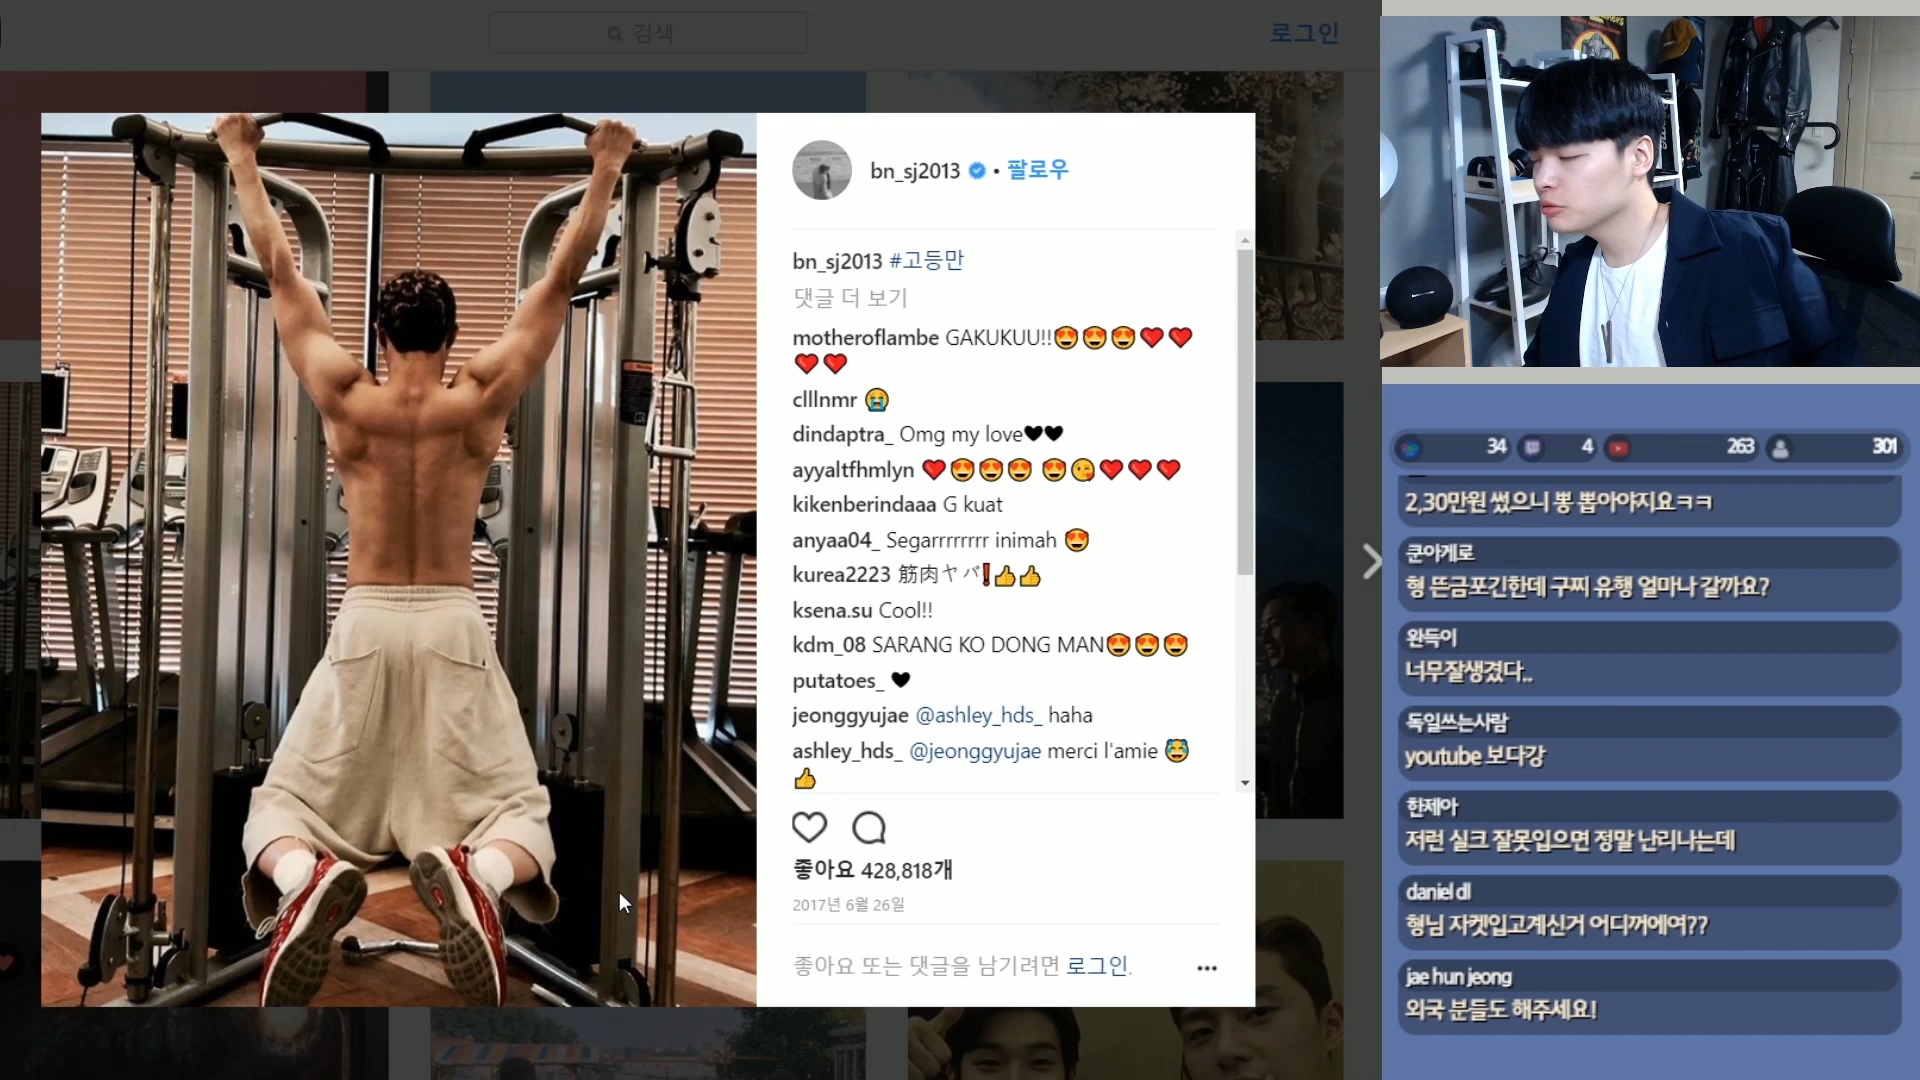 검색
로그인
bn_sj2013 • 팔로우
bn_sj2013 #고등만
댓글 더 보기
motheroflambe GAKUKUU!!😍😍😍❤️❤️
❤️❤️
clllnmr 😭
dindaptra_ Omg my love🖤🖤
ayyaltfhmlyn ❤️😍😍😍 😍😘❤️❤️❤️
kikenberindaaa G kuat
anyaa04_ Segarrrrrrrr inimah 😍
kurea2223 筋肉ヤバ❗👍👍
ksena.su Cool!!
kdm_08 SARANG KO DONG MAN😍😍😍
putatoes_ 🖤
jeonggyujae @ashley_hds_ haha
ashley_hds_ @jeonggyujae merci l'amie 😂
👍
좋아요 428,818개
2017년 6월 26일
좋아요 또는 댓글을 남기려면 로그인.
34 4 263 301
2,30만원 썼으니 뽕 뽑아야지요ㅋㅋ
쿤야게로
형 뜬금포긴한데 구찌 유행 얼마나 갈까요?
완득이
너무잘생겼다..
독일쓰는사람
youtube 보다강
한제아
저런 실크 잘못입으면 정말 난리나는데
daniel dl
형님 자켓입고계신거 어디꺼에여??
jae hun jeong
외국 분들도 해주세요!